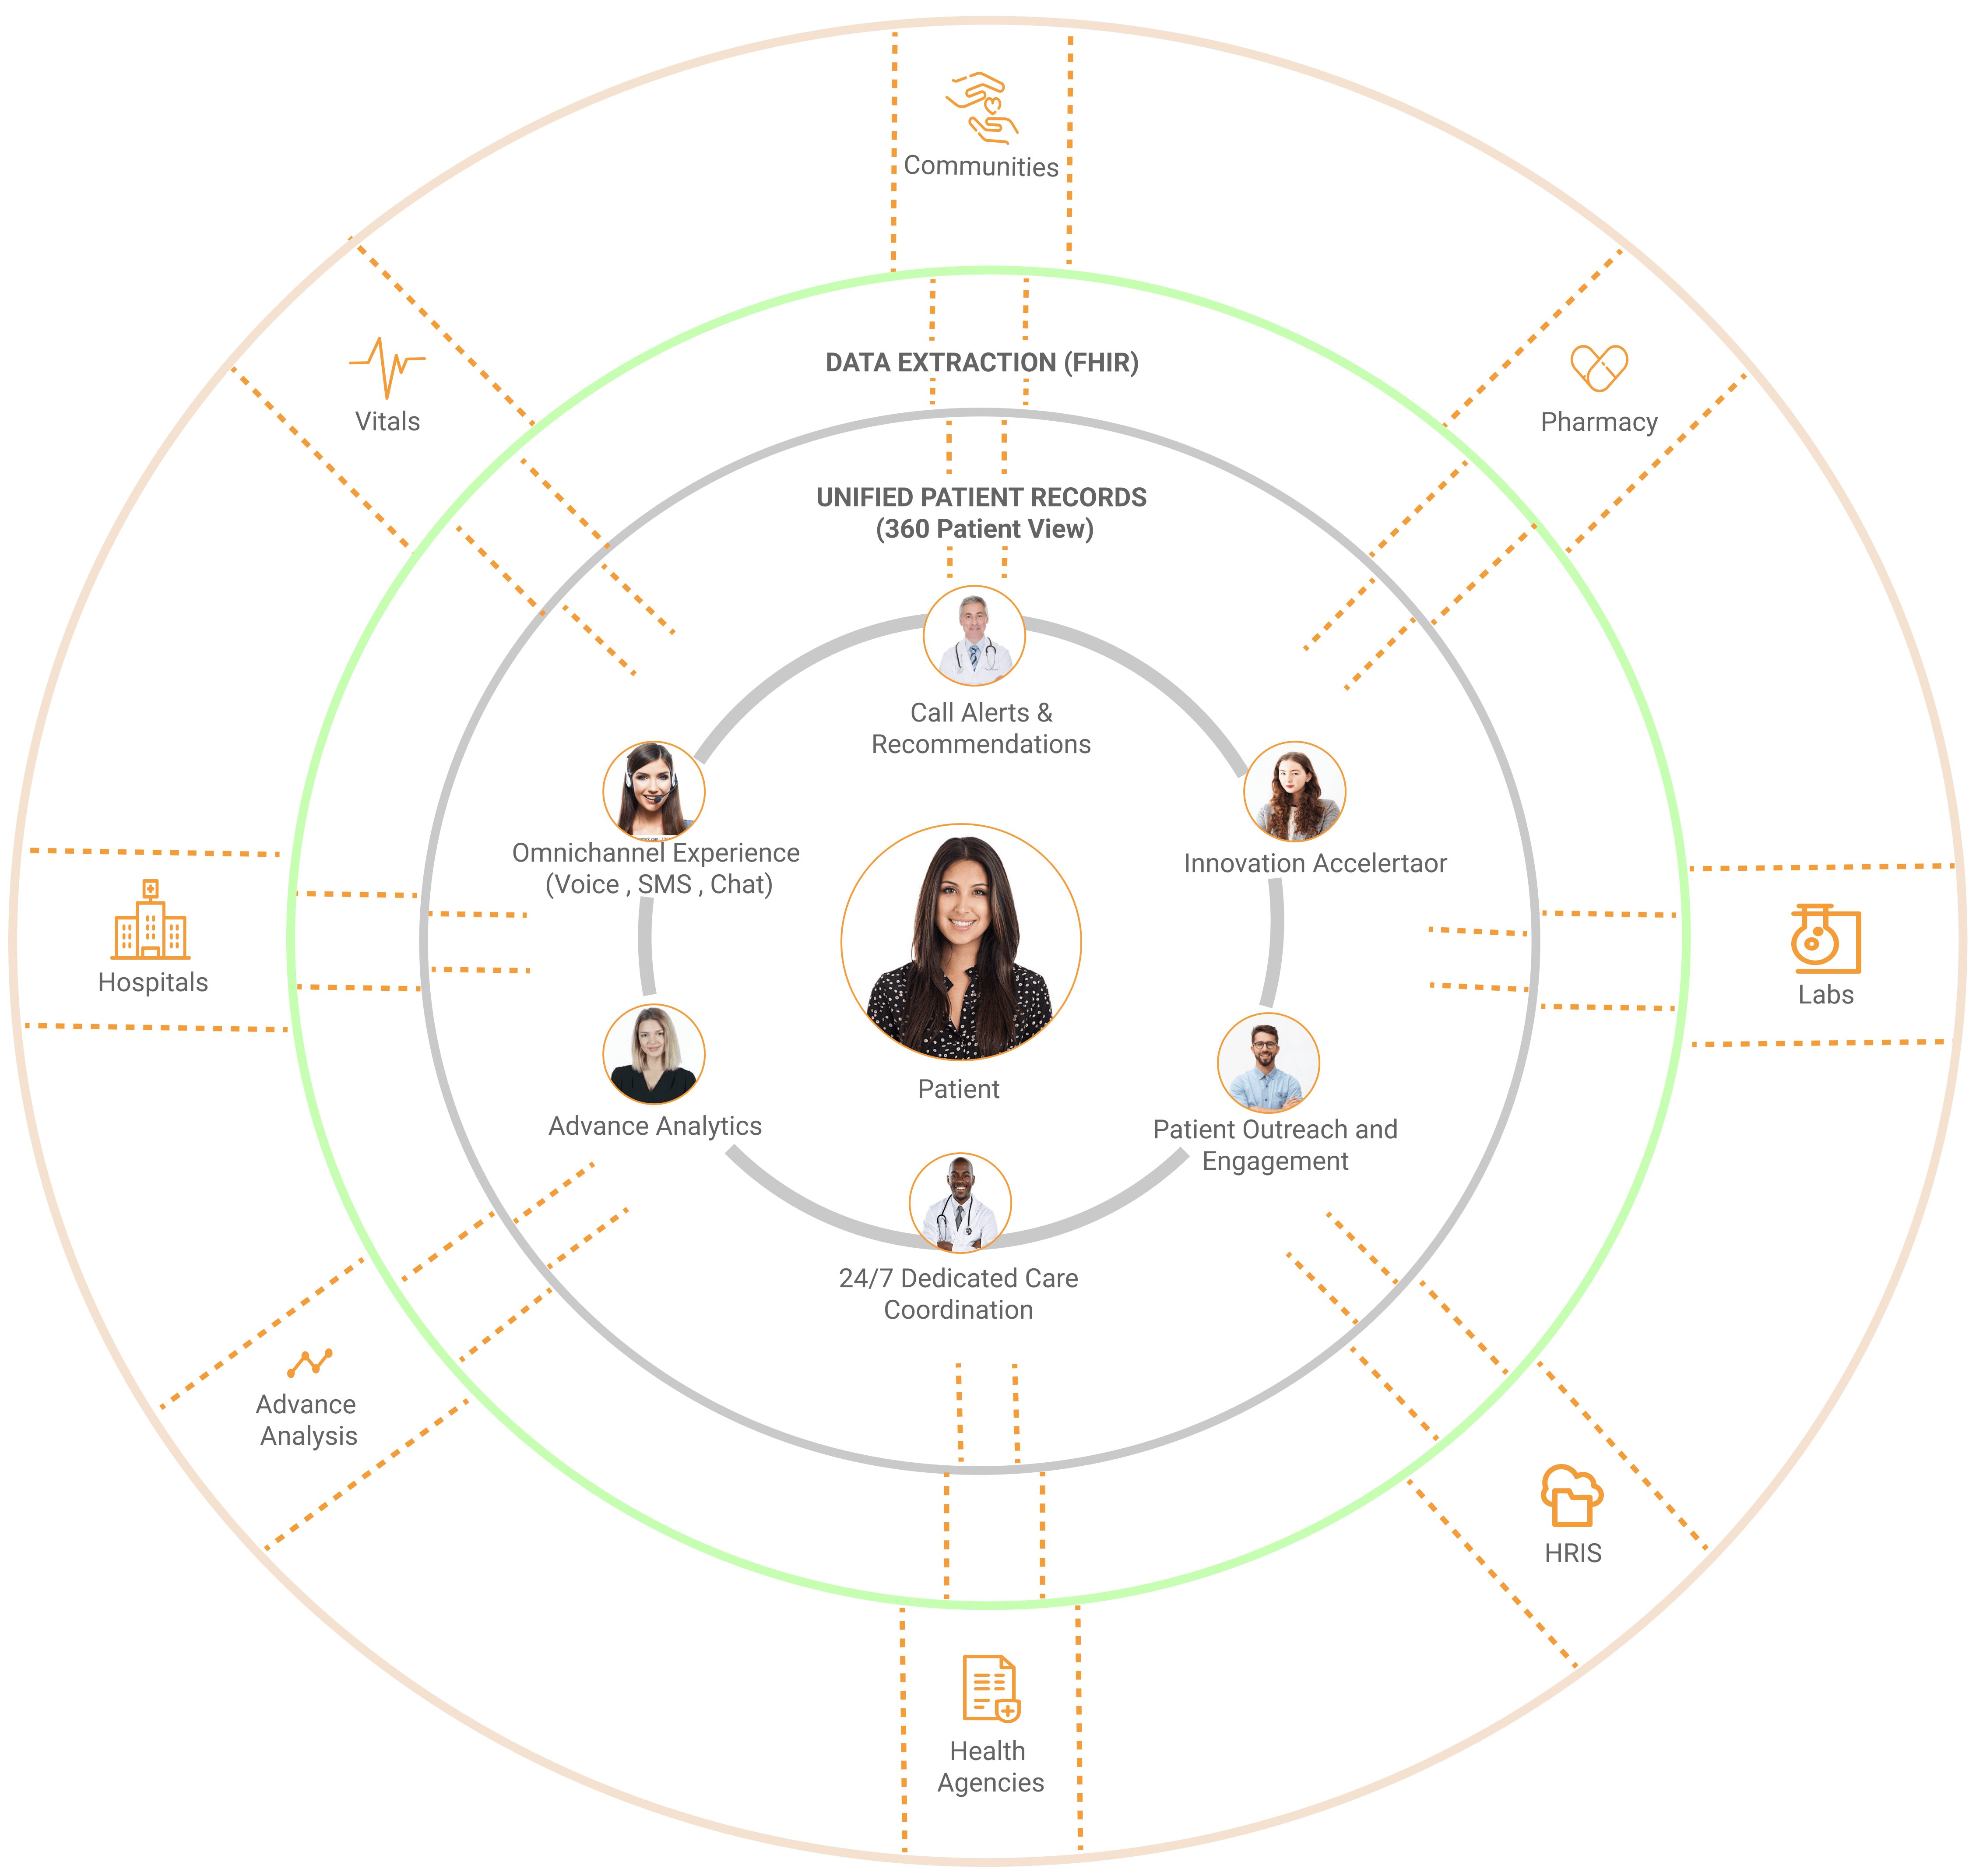 Communities
Vitals
Pharmacy
DATA EXTRACTION (FHIR)
UNIFIED PATIENT RECORDS
(360 Patient View)
Call Alerts &
Recommendations
Omnichannel Experience
(Voice , SMS , Chat)
Innovation Accelertaor
Hospitals
Labs
Patient
Advance Analytics
Patient Outreach and
Engagement
24/7 Dedicated Care
Coordination
Advance
Analysis
HRIS
Health
Agencies